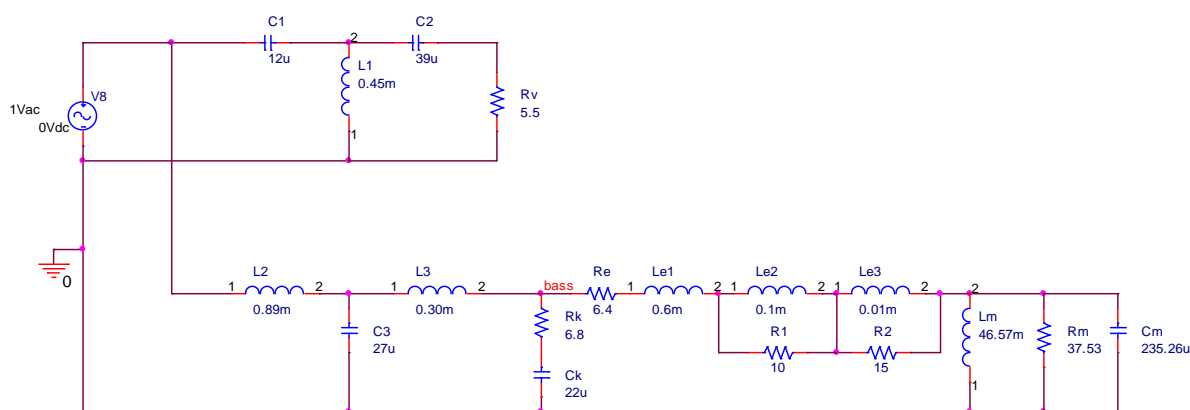 C1
C2
2
12u
39u
L1
0.45m
V8
Rv
1Vac
5.5
0Vdc
1
0
L2
L3
bass
Re
Le1
Le2
Le3
1
2
1
2
1
2
1
2
1
2
2
0.89m
0.30m
6.4
0.6m
0.1m
0.01m
Rk
Lm
C3
6.8
R1
R2
46.57m
Rm
Cm
27u
10
15
37.53
235.26u
Ck
22u
1